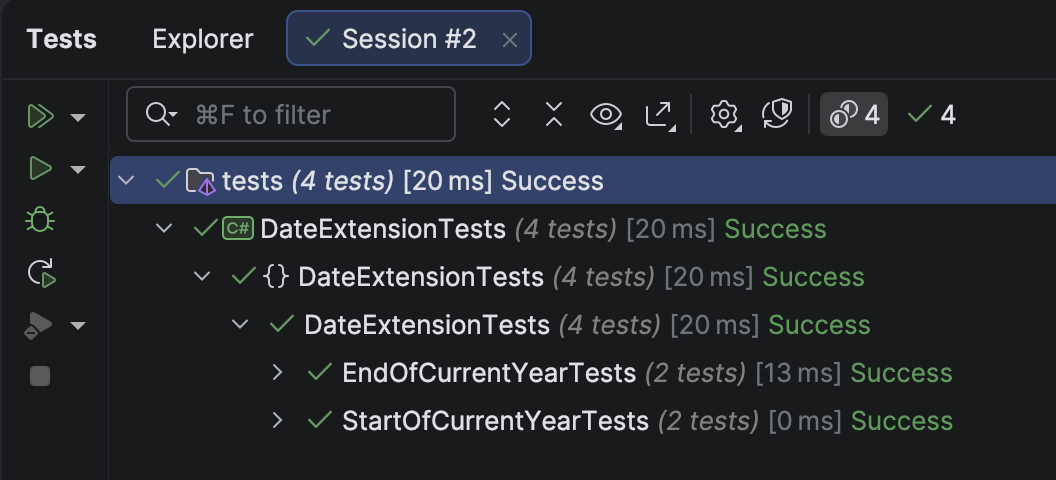 Tests Explorer Session #2
⌘F to filter 4 4
tests (4 tests) [20 ms] Success
C# DateExtensionTests (4 tests) [20 ms] Success
{} DateExtensionTests (4 tests) [20 ms] Success
DateExtensionTests (4 tests) [20 ms] Success
EndOfCurrentYearTests (2 tests) [13 ms] Success
StartOfCurrentYearTests (2 tests) [0 ms] Success